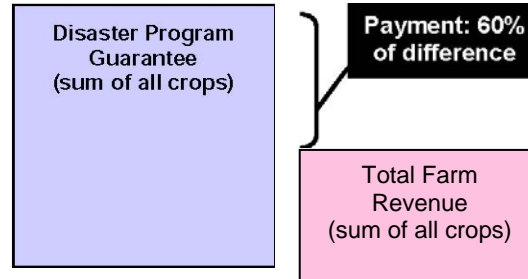 Disaster Program
Guarantee
(sum of all crops)
Payment: 60%
of difference
Total Farm
Revenue
(sum of all crops)